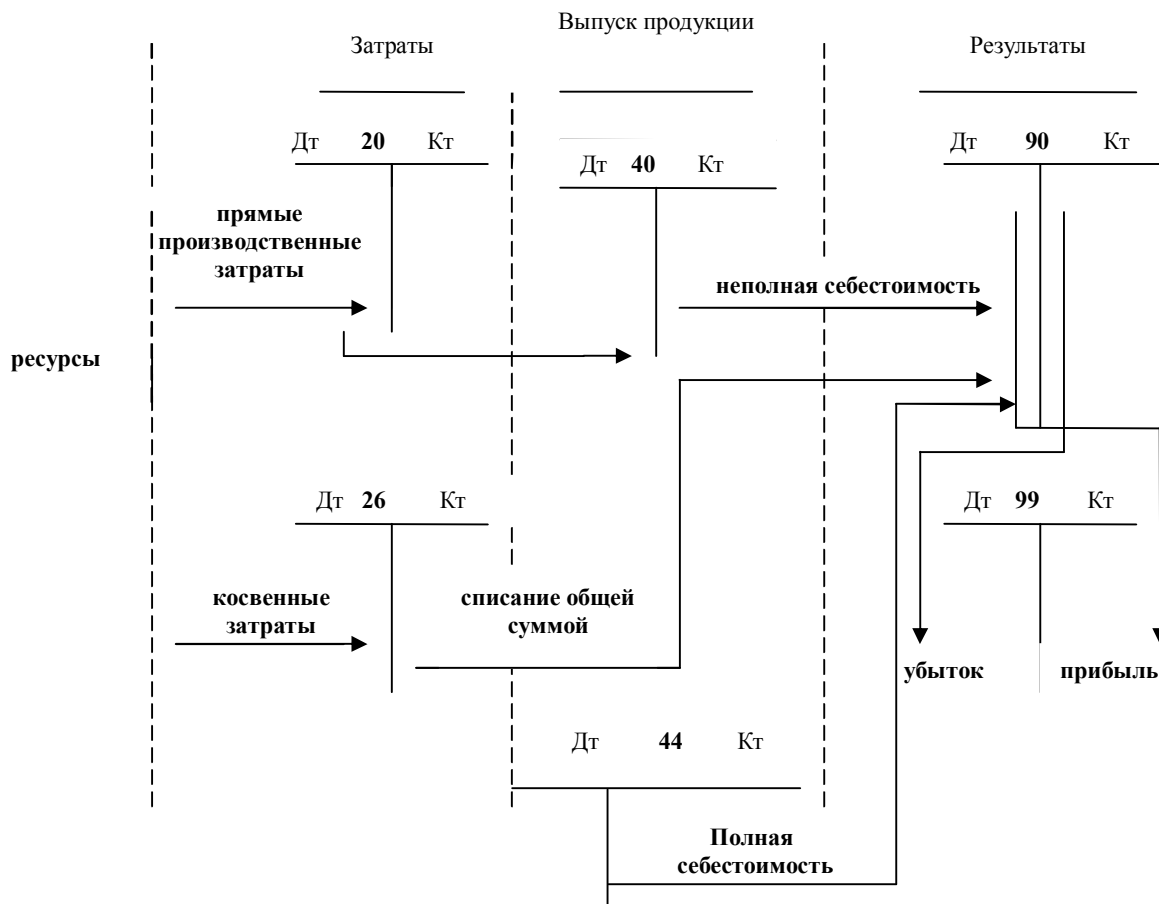 Выпуск продукции
Затраты
Результаты
Дт 20 Кт
Дт 40 Кт
Дт 90 Кт
прямые
производственные
затраты
неполная себестоимость
ресурсы
Дт 26 Кт
Дт 99 Кт
косвенные
затраты
списание общей
суммой
убыток
прибыль
Дт 44 Кт
Полная
себестоимость